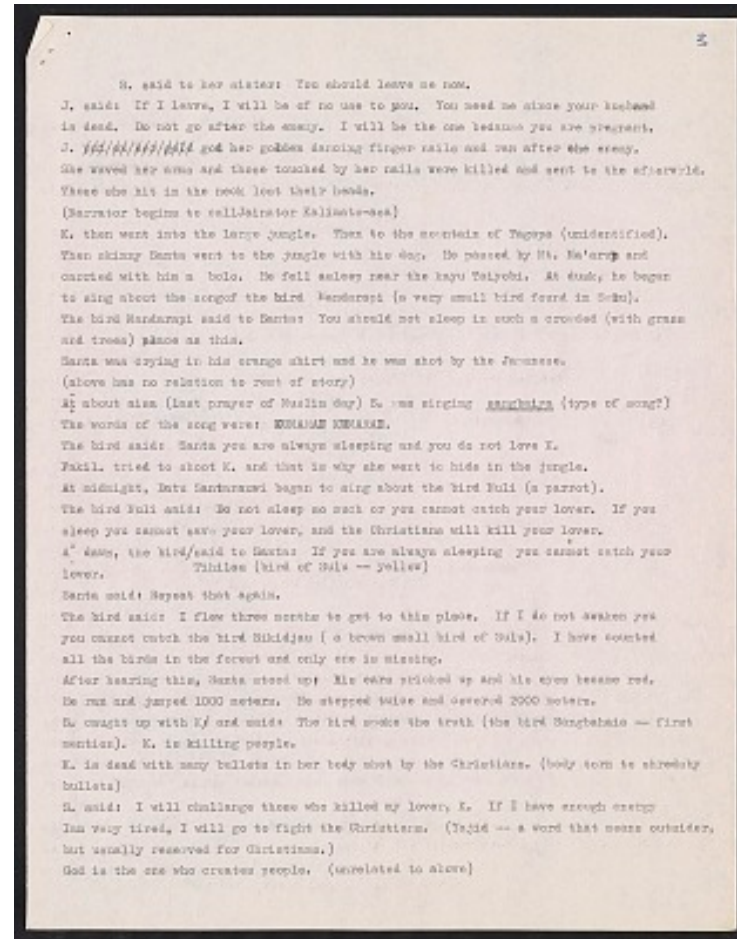 3
S. said to her sister: You should leave me now.
J. said: If I leave, I will be of no use to you. You need me since your husband
is dead. Do not go after the enemy. I will be the one because you are pregnant.
J. god her golden dancing finger nails and ran after the enemy.
She waved her arms and those touched by her nails were killed and sent to the afterworld.
Those she hit in the neck lost their heads.
(Narrator begins to call Jainator
K. then went into the large jungle. Then to the mountain of Tagapa (unidentified).
Then skinny Santa went to the jungle with his dog. He passed by Mt. and
carried with him a bolo. He fell asleep near the kayu Taiyobi. At dusk, he began
to sing about the songof the bird Mandarapi (a very small bird found in Sulu).
The bird Mandarapi said to Santa: You should not sleep in such a crowded (with grass
and trees) place as this.
Santa was crying in his orange shirt and he was shot by the Japanese.
(above has no relation to rest of story)
At about aisa (last prayer of Muslim day) S. was singing sangbaira (type of song?)
The words of the song were:
The bird said: Santa you are always sleeping and you do not love K.
Pakil. tried to shoot K. and that is why she went to hide in the jungle.
At midnight, Datu Santarawi began to sing about the bird Nuli (a parrot).
The bird Nuli said: Do not sleep so much or you cannot catch your lover. If you
sleep you cannot save your lover, and the Christians will kill your lover.
At dawn, the bird/said to Santa: If you are always sleeping you cannot catch your
Tihilan (bird of Sulu -- yellow)
lover.
Santa said: Repeat that again.
The bird said: I flew three months to get to this place. If I do not awaken you
you cannot catch the bird Sikidjau ( a brown small bird of Sulu). I have counted
all the birds in the forest and only one is missing.
After hearing this, Santa stood up: His ears pricked up and his eyes became red.
He ran and jumped 1000 meters. He stepped twice and covered 2000 meters.
S. caught up with K/ and said: The bird spoke the truth (the bird -- first
mention). K. is killing people.
K. is dead with many bullets in her body shot by the Christians. (body torn to shreds by
bullets)
S. said: I will challenge those who killed my lover, K. If I have enough energy
Iam very tired, I will go to fight the Christians. (-- a word that means outsider,
but usually reserved for Christians.)
God is the one who creates people. (unrelated to above)